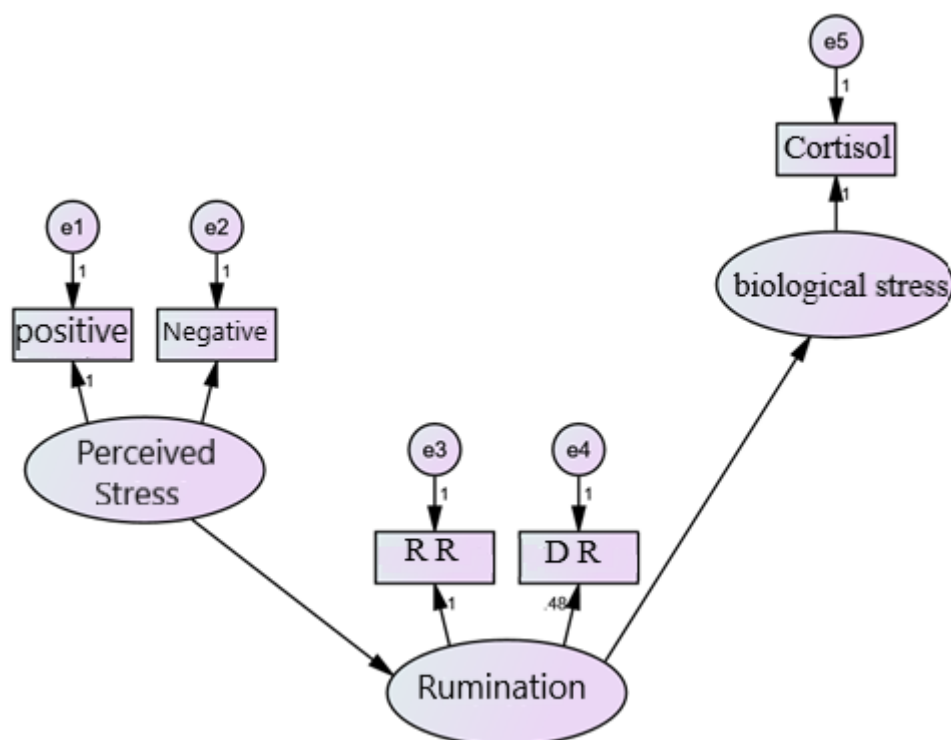 e5
1
Cortisol
1
biological stress
e1
e2
1
1
positive
Negative
1
Perceived
Stress
e3
e4
1
1
R R
D R
1
.48
Rumination